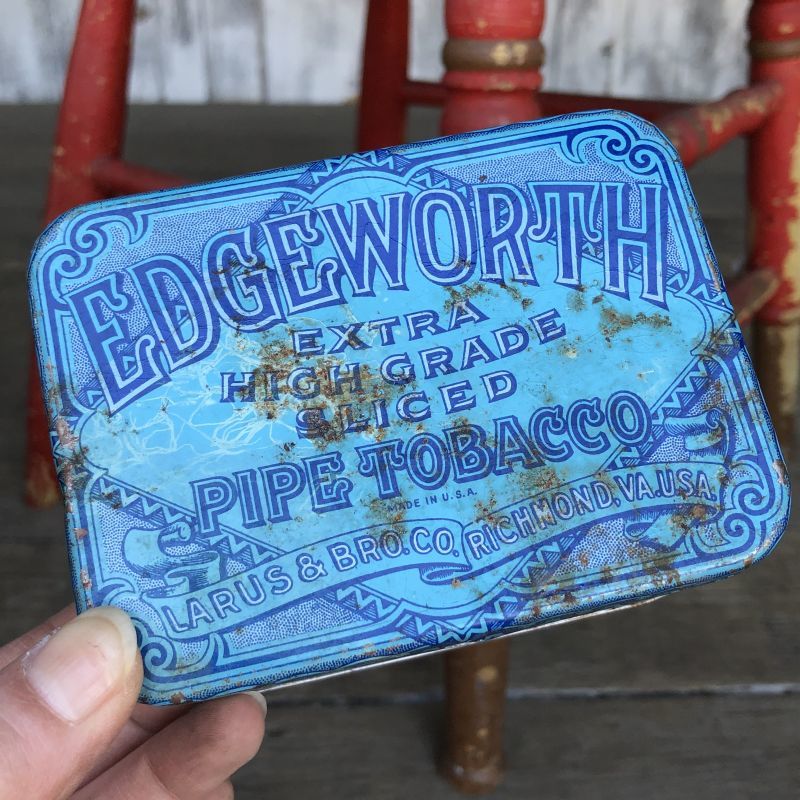 EDGEWORTH
EXTRA
HIGH GRADE
SLICED
PIPE TOBACCO
MADE IN U.S.A.
LARUS & BRO. CO. RICHMOND, VA. U.S.A.